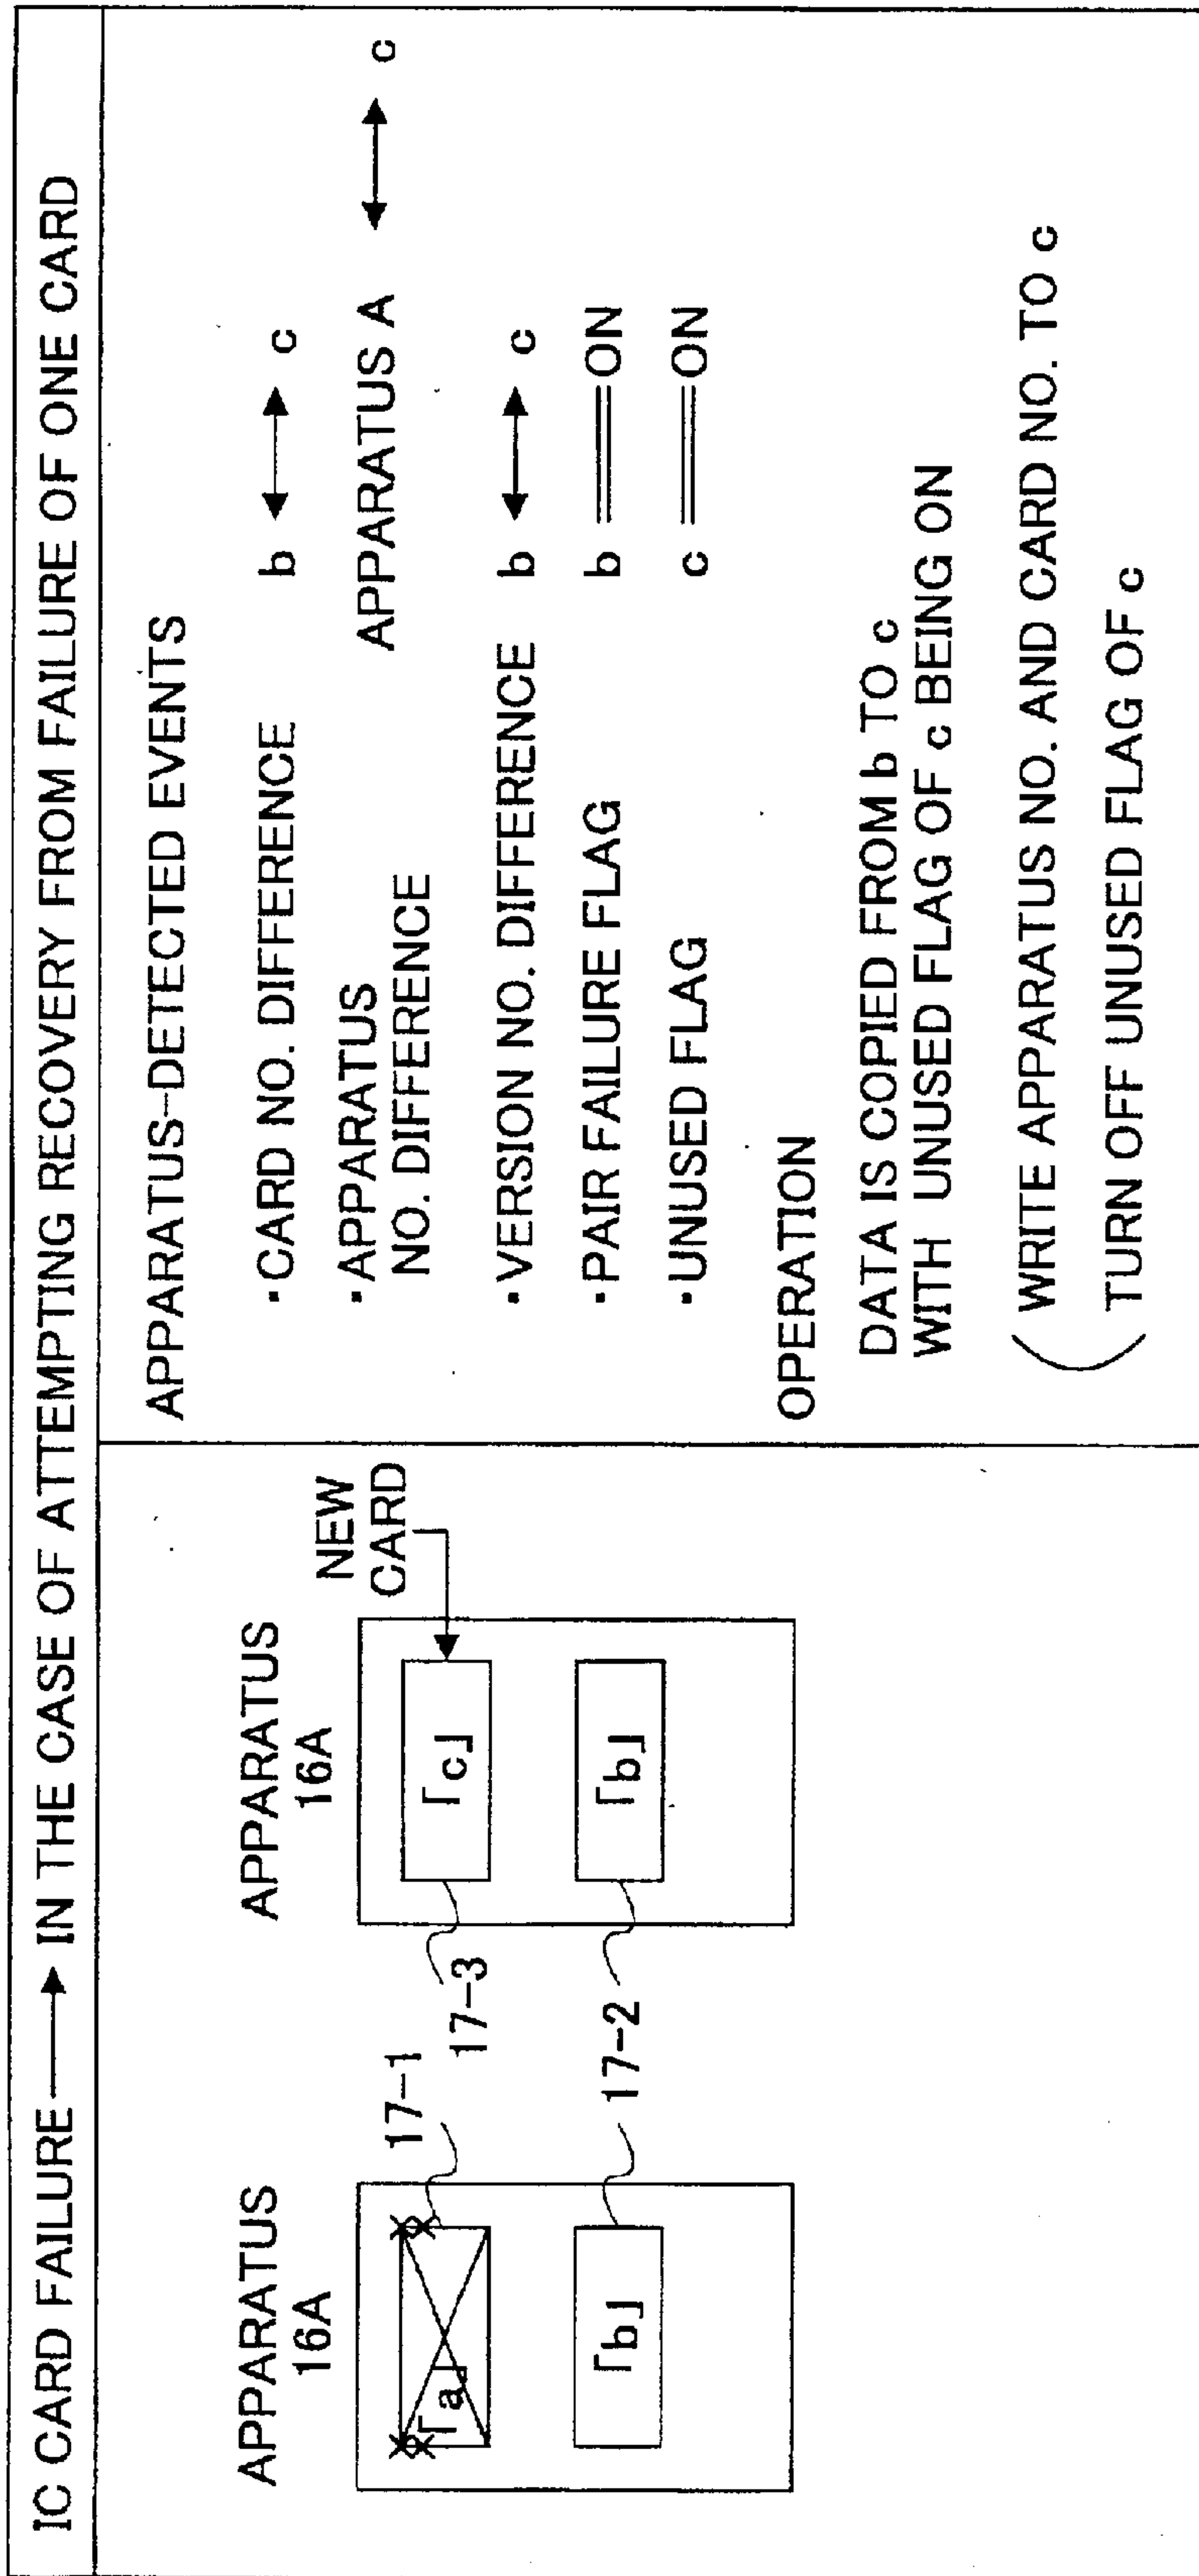 IC CARD FAILURE → IN THE CASE OF ATTEMPTING RECOVERY FROM FAILURE OF ONE CARD
APPARATUS
16A
「a」
17-1
「b」
17-2
APPARATUS
16A
NEW
CARD
「c」
17-3
「b」
APPARATUS-DETECTED EVENTS
・CARD NO. DIFFERENCE b ↔ c
・APPARATUS
NO. DIFFERENCE APPARATUS A ↔ c
・VERSION NO. DIFFERENCE b ↔ c
・PAIR FAILURE FLAG b ＝ ON
・UNUSED FLAG c ＝ ON
OPERATION
DATA IS COPIED FROM b TO c
WITH UNUSED FLAG OF c BEING ON
( WRITE APPARATUS NO. AND CARD NO. TO c
TURN OFF UNUSED FLAG OF c